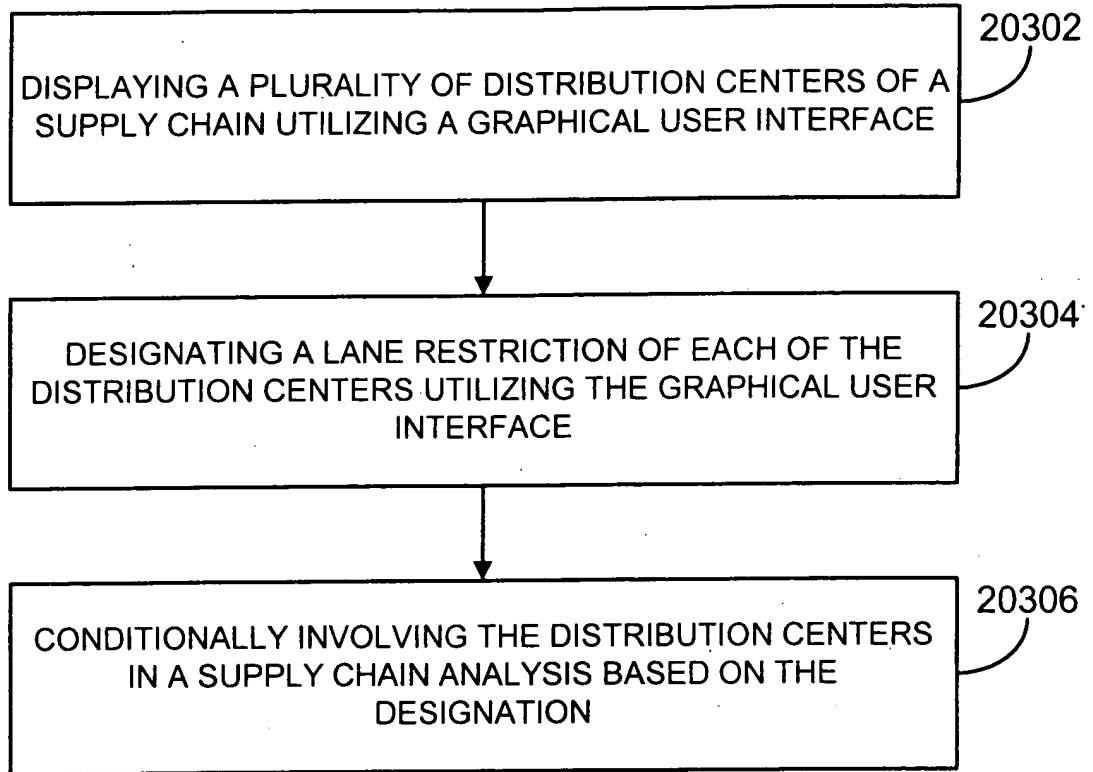 20302
DISPLAYING A PLURALITY OF DISTRIBUTION CENTERS OF A
SUPPLY CHAIN UTILIZING A GRAPHICAL USER INTERFACE
20304
DESIGNATING A LANE RESTRICTION OF EACH OF THE
DISTRIBUTION CENTERS UTILIZING THE GRAPHICAL USER
INTERFACE
20306
CONDITIONALLY INVOLVING THE DISTRIBUTION CENTERS
IN A SUPPLY CHAIN ANALYSIS BASED ON THE
DESIGNATION